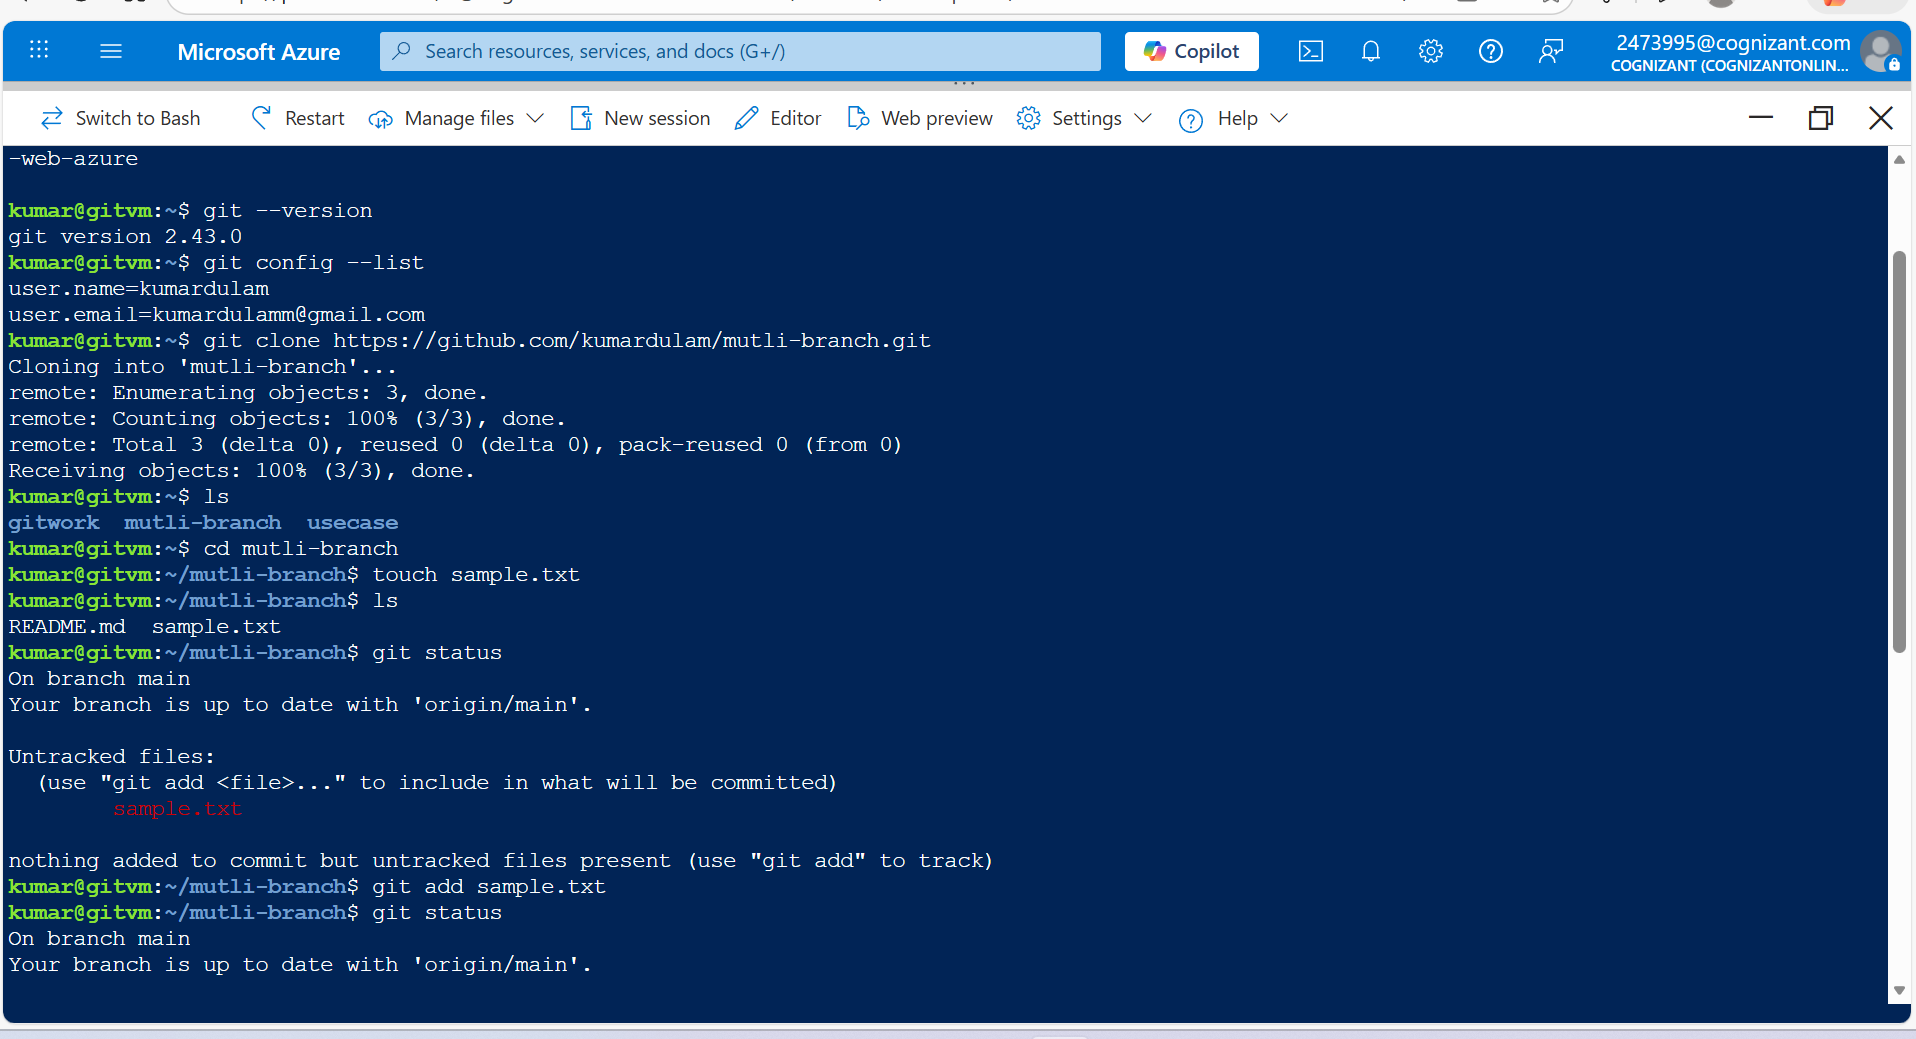 Microsoft Azure
Search resources, services, and docs (G+/)
Copilot
2473995@cognizant.com
COGNIZANT (COGNIZANTONLIN...
Switch to Bash
Restart
Manage files
New session
Editor
Web preview
Settings
Help
-web-azure
kumar@gitvm:~$ git --version
git version 2.43.0
kumar@gitvm:~$ git config --list
user.name=kumardulam
user.email=kumardulamm@gmail.com
kumar@gitvm:~$ git clone https://github.com/kumardulam/mutli-branch.git
Cloning into 'mutli-branch'...
remote: Enumerating objects: 3, done.
remote: Counting objects: 100% (3/3), done.
remote: Total 3 (delta 0), reused 0 (delta 0), pack-reused 0 (from 0)
Receiving objects: 100% (3/3), done.
kumar@gitvm:~$ ls
gitwork  mutli-branch  usecase
kumar@gitvm:~$ cd mutli-branch
kumar@gitvm:~/mutli-branch$ touch sample.txt
kumar@gitvm:~/mutli-branch$ ls
README.md  sample.txt
kumar@gitvm:~/mutli-branch$ git status
On branch main
Your branch is up to date with 'origin/main'.
Untracked files:
  (use "git add <file>..." to include in what will be committed)
        sample.txt
nothing added to commit but untracked files present (use "git add" to track)
kumar@gitvm:~/mutli-branch$ git add sample.txt
kumar@gitvm:~/mutli-branch$ git status
On branch main
Your branch is up to date with 'origin/main'.